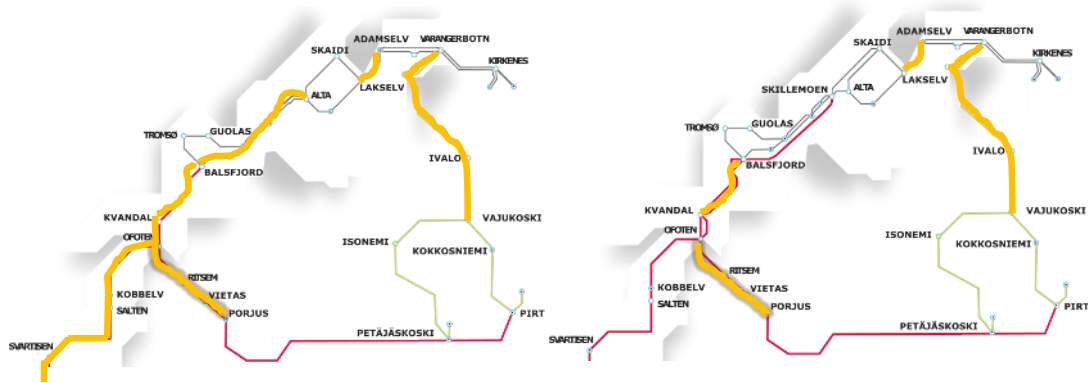 ADAMSELV
VARANGERBOTN
SKAIDI
KIRKENES
LAKSELV
ALTA
TROMSØ
GUOLAS
BALSFJORD
IVALO
KVANDAL
VAJUKOSKI
OFOTEN
ISONEMI
KOKKOSNIEMI
RITSEM
KOBBELV
VIETAS
SALTEN
PORJUS
PIRT
PETÄJÄSKOSKI
SVARTISEN
ADAMSELV
VARANGERBOTN
SKAIDI
KIRKENES
LAKSELV
SKILLEMOEN
ALTA
TROMSØ
GUOLAS
BALSFJORD
IVALO
KVANDAL
VAJUKOSKI
OFOTEN
ISONEMI
KOKKOSNIEMI
RITSEM
KOBBELV
VIETAS
SALTEN
PORJUS
PIRT
PETÄJÄSKOSKI
SVARTISEN